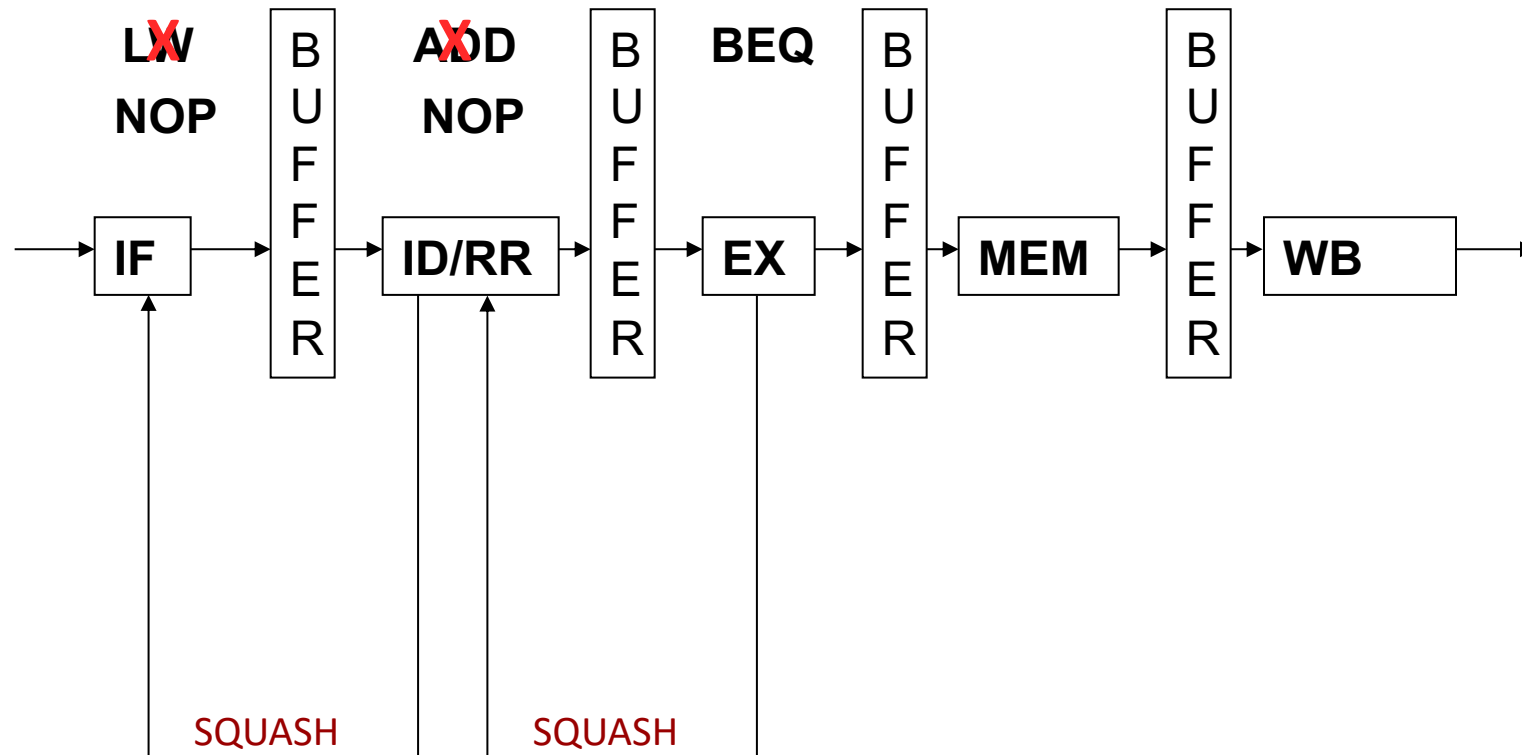 LW ADD BEQ
X X
NOP NOP
BUFFER BUFFER BUFFER BUFFER
IF ID/RR EX MEM WB
SQUASH SQUASH